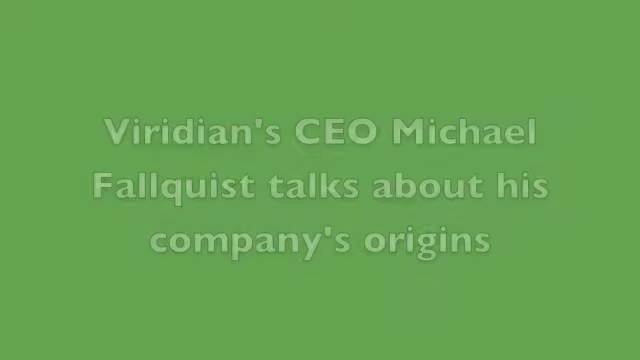 Viridian's CEO Michael
Fallquist talks about his
company's origins